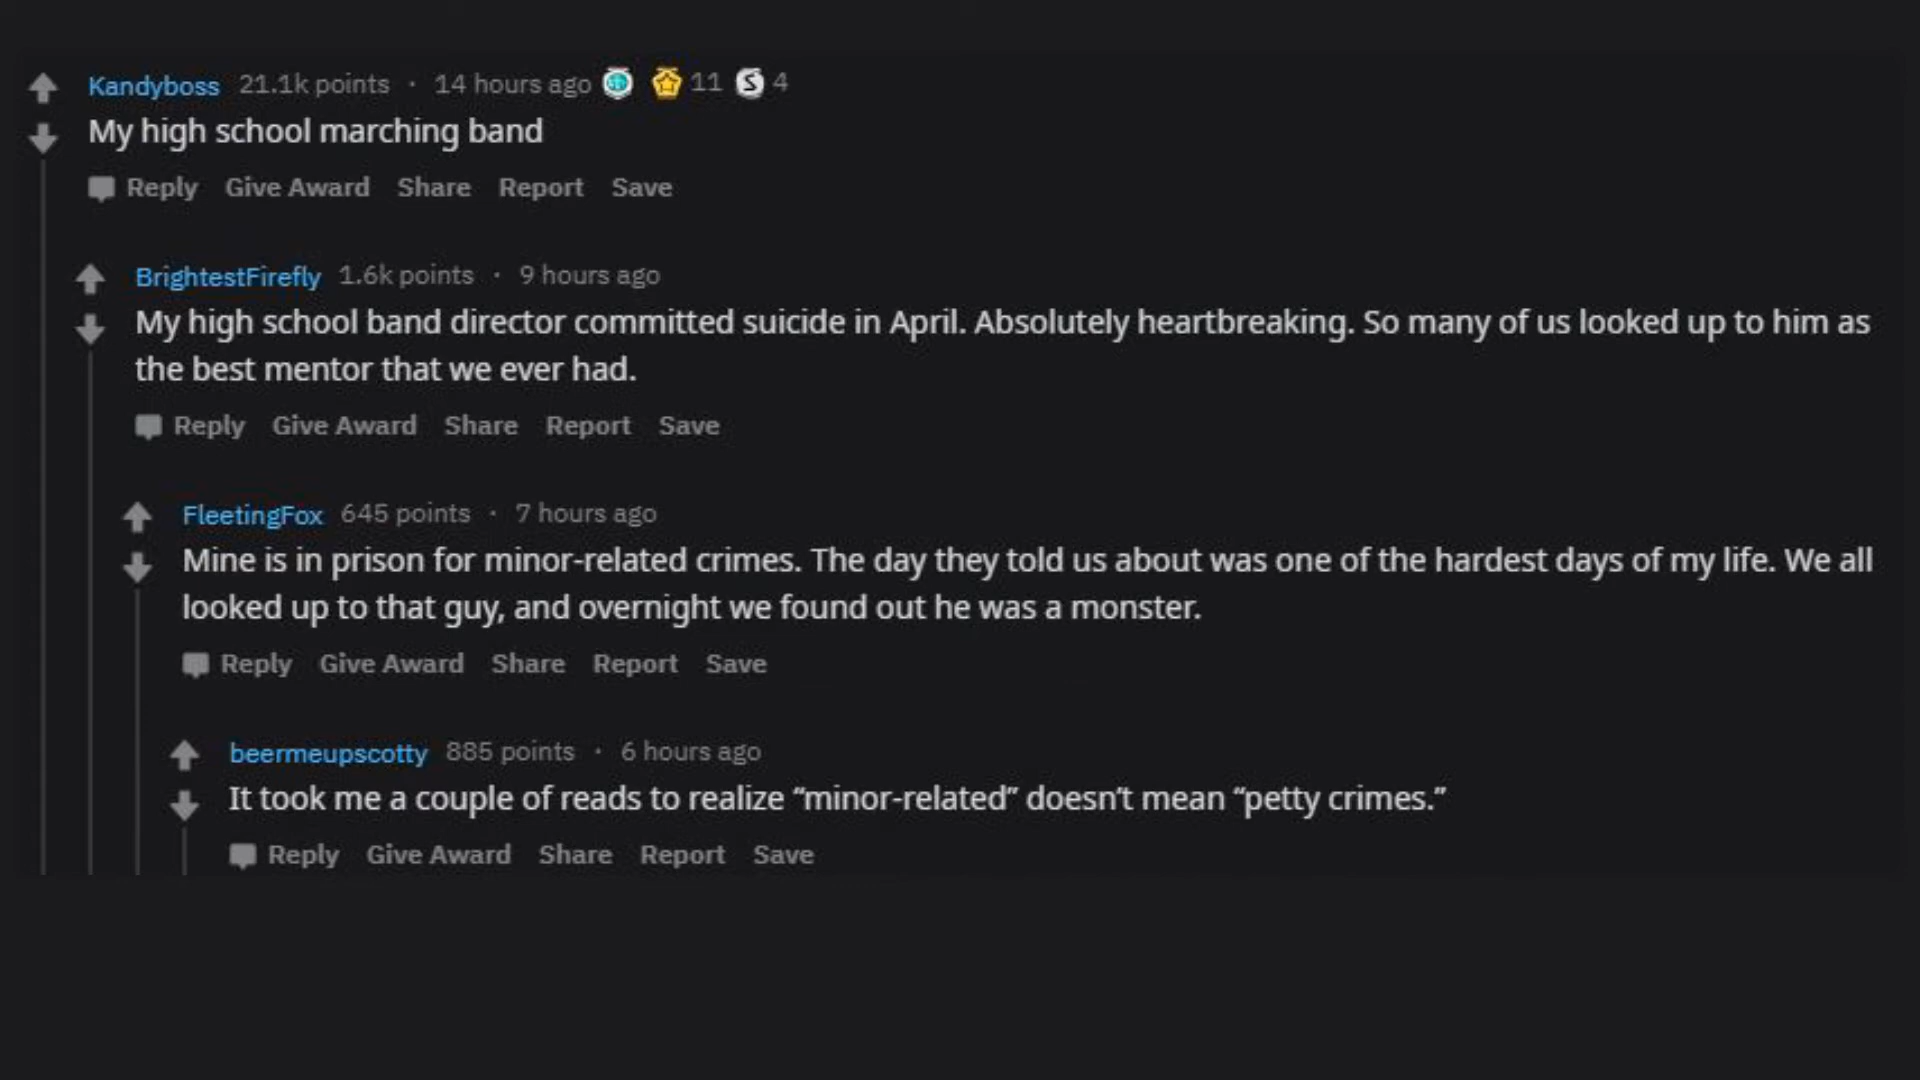 Kandyboss 21.1k points · 14 hours ago 11 S 4
My high school marching band
Reply Give Award Share Report Save
BrightestFirefly 1.6k points · 9 hours ago
My high school band director committed suicide in April. Absolutely heartbreaking. So many of us looked up to him as
the best mentor that we ever had.
Reply Give Award Share Report Save
FleetingFox 645 points · 7 hours ago
Mine is in prison for minor-related crimes. The day they told us about was one of the hardest days of my life. We all
looked up to that guy, and overnight we found out he was a monster.
Reply Give Award Share Report Save
beermeupscotty 885 points · 6 hours ago
It took me a couple of reads to realize “minor-related” doesn’t mean “petty crimes.”
Reply Give Award Share Report Save